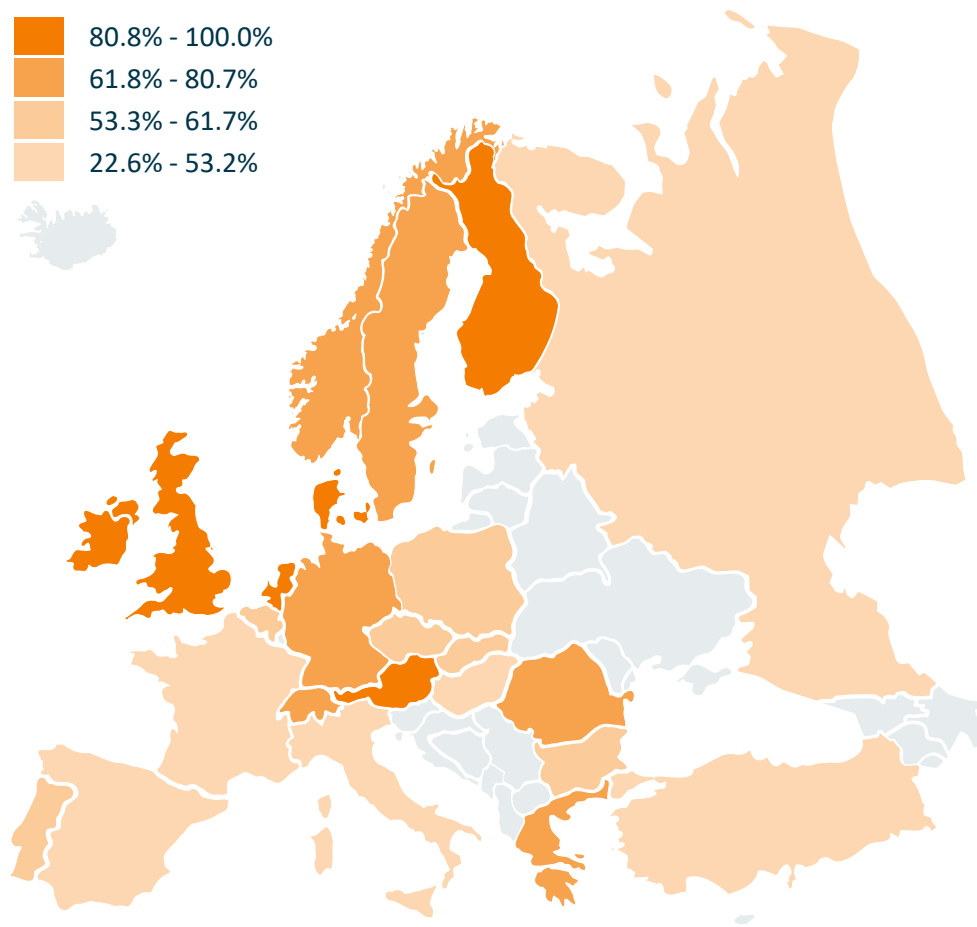 80.8% - 100.0%
61.8% - 80.7%
53.3% - 61.7%
22.6% - 53.2%